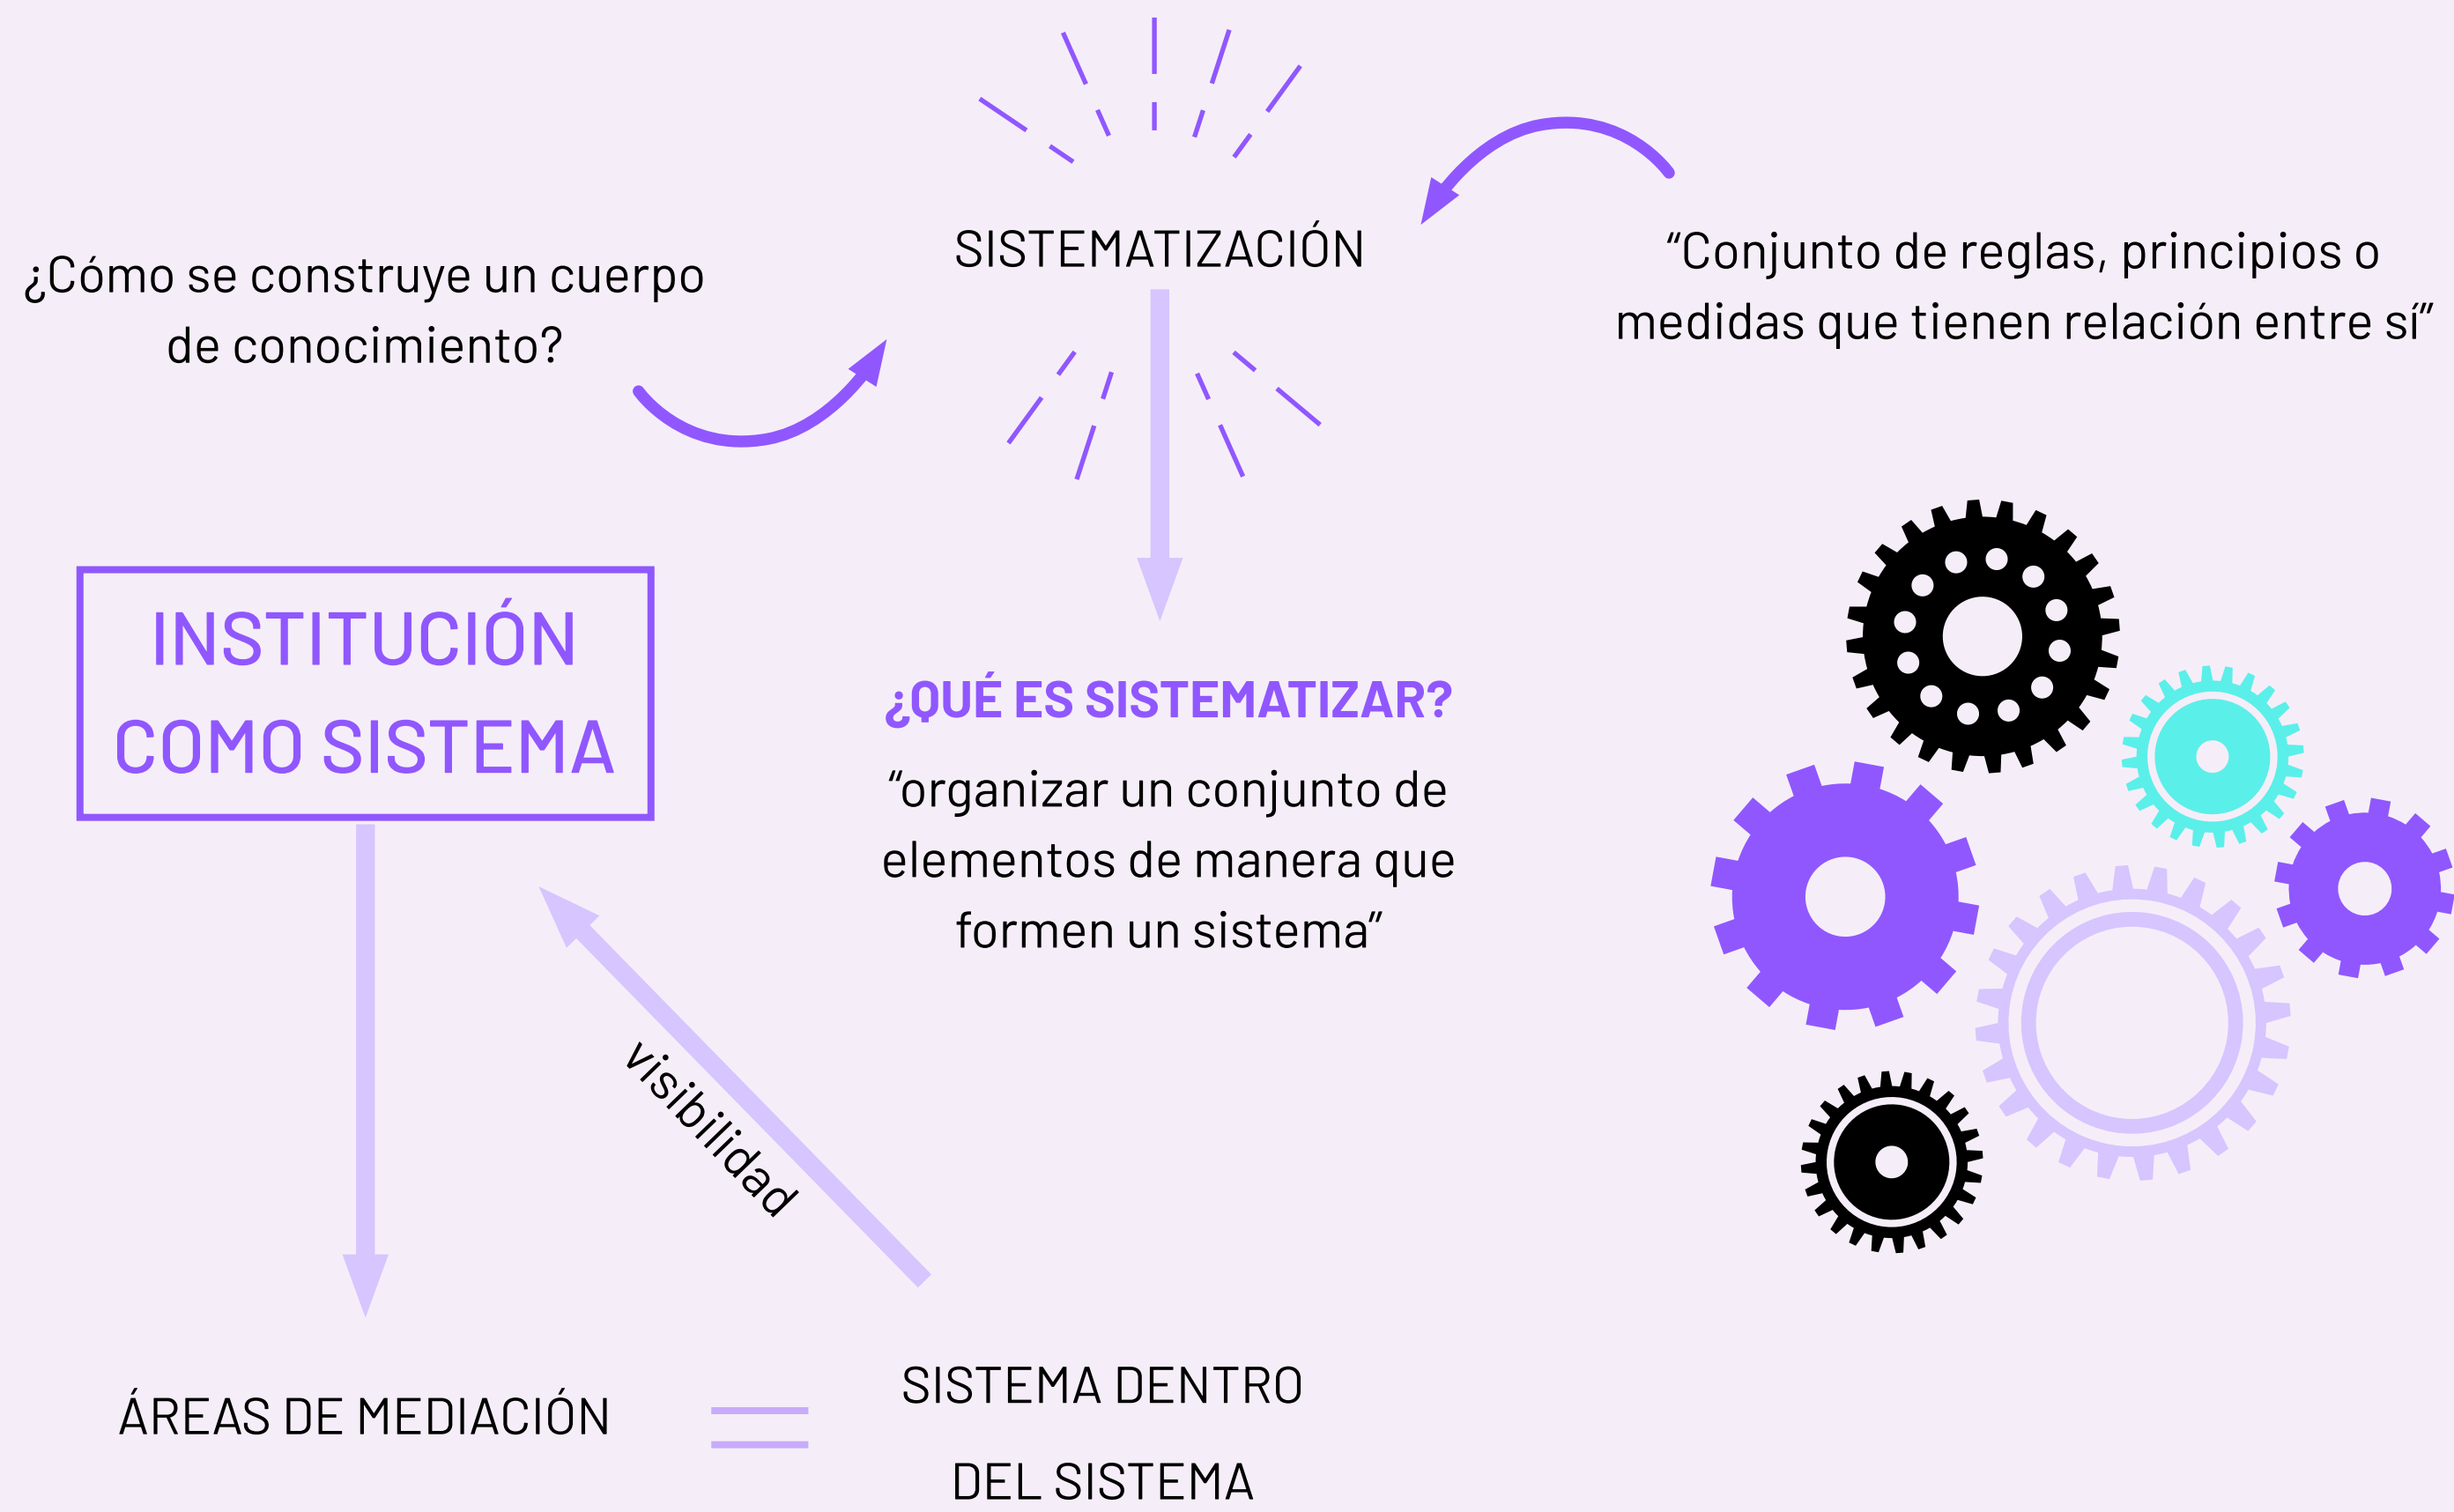 SISTEMATIZACIÓN
¿Cómo se construye un cuerpo
de conocimiento?
“Conjunto de reglas, principios o
medidas que tienen relación entre sí”
INSTITUCIÓN
COMO SISTEMA
¿QUÉ ES SISTEMATIZAR?
“organizar un conjunto de
elementos de manera que
formen un sistema”
visibilidad
ÁREAS DE MEDIACIÓN
SISTEMA DENTRO
DEL SISTEMA